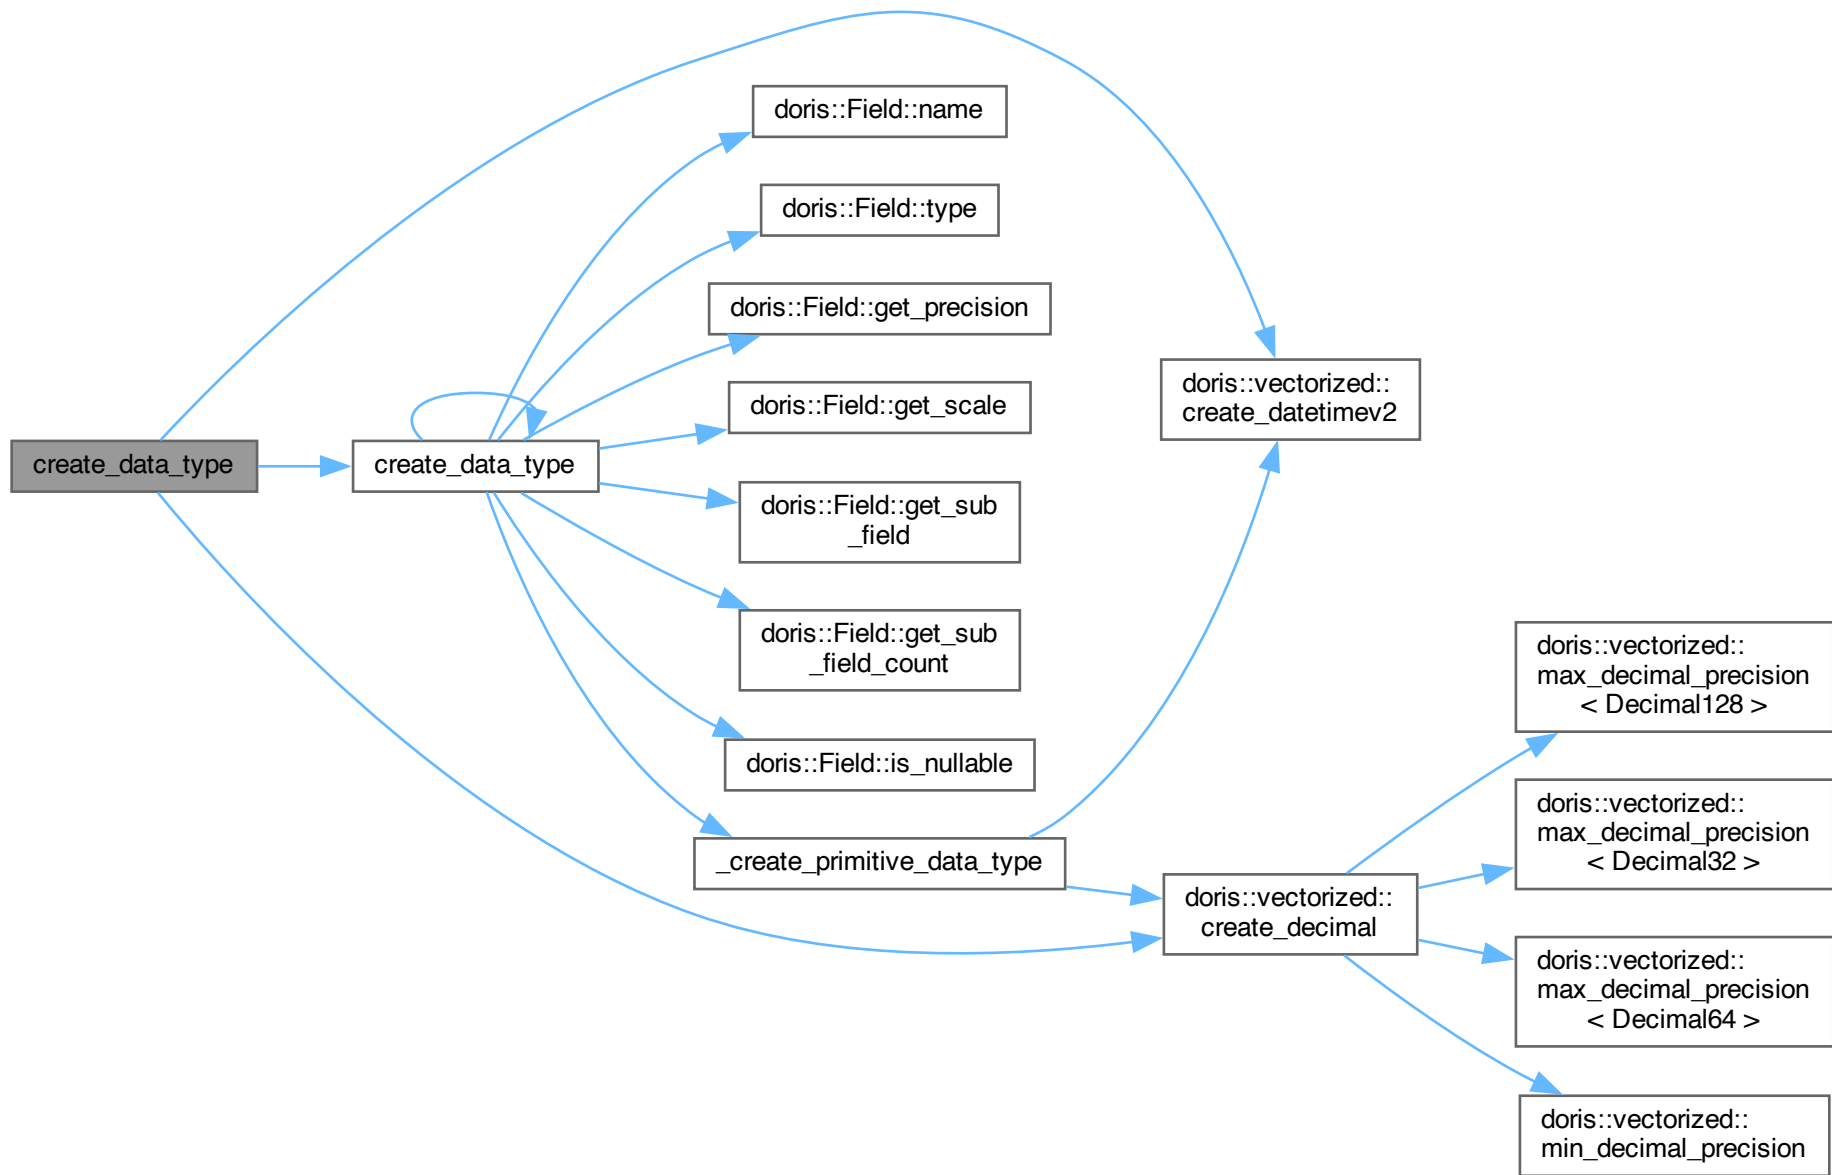 create_data_type
create_data_type
doris::Field::name
doris::Field::type
doris::Field::get_precision
doris::Field::get_scale
doris::Field::get_sub
_field
doris::Field::get_sub
_field_count
doris::Field::is_nullable
_create_primitive_data_type
doris::vectorized::
create_datetimev2
doris::vectorized::
create_decimal
doris::vectorized::
max_decimal_precision
< Decimal128 >
doris::vectorized::
max_decimal_precision
< Decimal32 >
doris::vectorized::
max_decimal_precision
< Decimal64 >
doris::vectorized::
min_decimal_precision